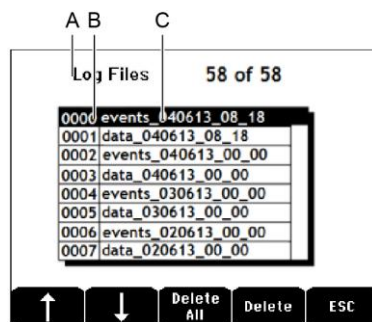 A B C
Log Files 58 of 58
0000 events_040613_08_18
0001 data_040613_08_18
0002 events_040613_00_00
0003 data_040613_00_00
0004 events_030613_00_00
0005 data_030613_00_00
0006 events_020613_00_00
0007 data_020613_00_00
↑ ↓ Delete All Delete ESC